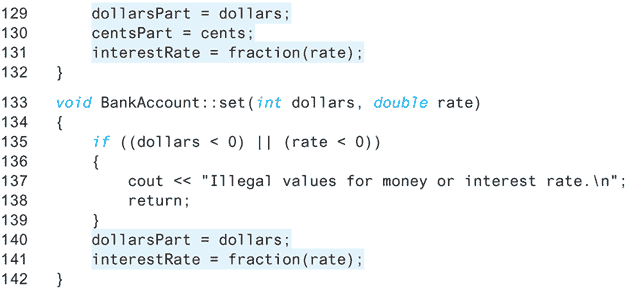 129 dollarsPart = dollars;
130 centsPart = cents;
131 interestRate = fraction(rate);
132 }
133 void BankAccount::set(int dollars, double rate)
134 {
135 if ((dollars < 0) || (rate < 0))
136 {
137 cout << "Illegal values for money or interest rate.\n";
138 return;
139 }
140 dollarsPart = dollars;
141 interestRate = fraction(rate);
142 }